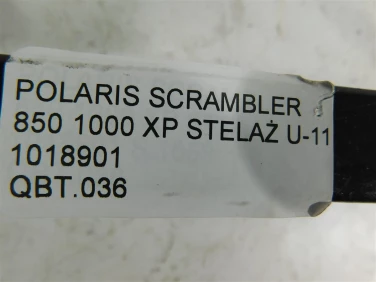 POLARIS SCRAMBLER
850 1000 XP STELAŻ U-11
1018901
QBT.036